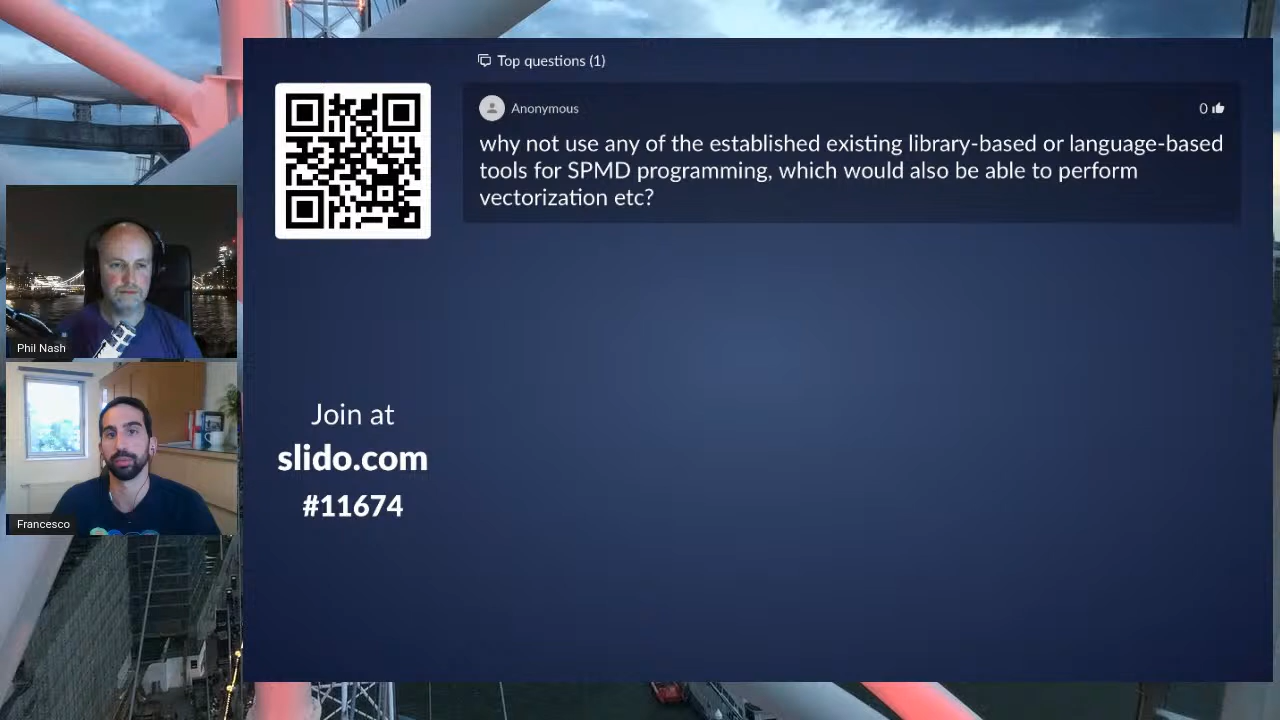 Top questions (1)
Anonymous
0
why not use any of the established existing library-based or language-based
tools for SPMD programming, which would also be able to perform
vectorization etc?
Phil Nash
Join at
slido.com
#11674
Francesco